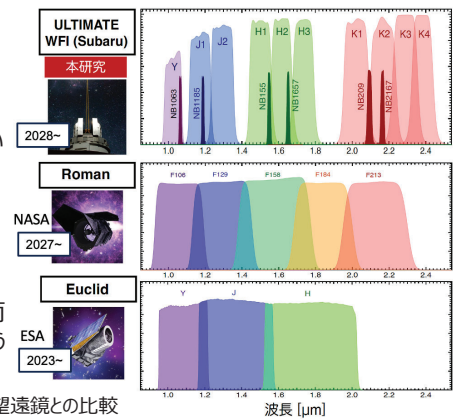 ULTIMATE
WFI (Subaru)
本研究
2028~
Y
J1
J2
H1
H2
H3
K1
K2
K3
K4
NB1063
NB1185
NB155
NB1657
NB209
NB2167
1.0 1.2 1.4 1.6 1.8 2.0 2.2 2.4
い
Roman
NASA
2027~
F106
F129
F158
F184
F213
1.0 1.2 1.4 1.6 1.8 2.0 2.2 2.4
Euclid
ESA
2023~
Y
J
H
1.0 1.2 1.4 1.6 1.8 2.0 2.2 2.4
波長 [μm]
う
望遠鏡との比較